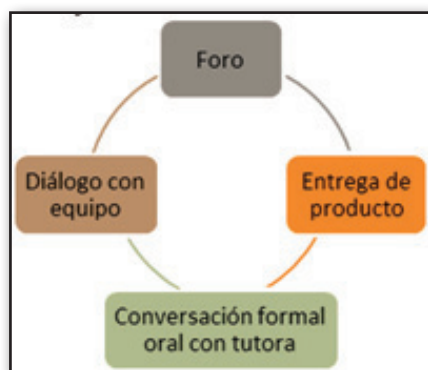 Foro
Entrega de
producto
Conversación formal
oral con tutora
Diálogo con
equipo